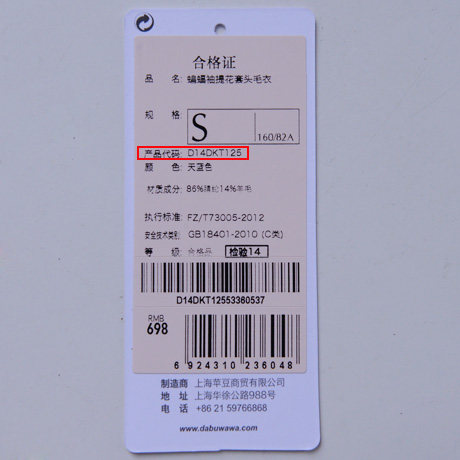 合格证
品 名: 蝙蝠袖提花套头毛衣
规 格: S 160/82A
产品代码: D14DKT125
颜 色: 天蓝色
材质成分: 86%腈纶14%羊毛
执行标准: FZ/T73005-2012
安全技术类别: GB18401-2010 (C类)
等 级: 合格品 检验14
D14DKT12553360537
RMB
698
6 924310 236048
制造商 上海苹豆商贸有限公司
地 址 上海华徐公路988号
电 话 +86 21 59766868
www.dabuwawa.com